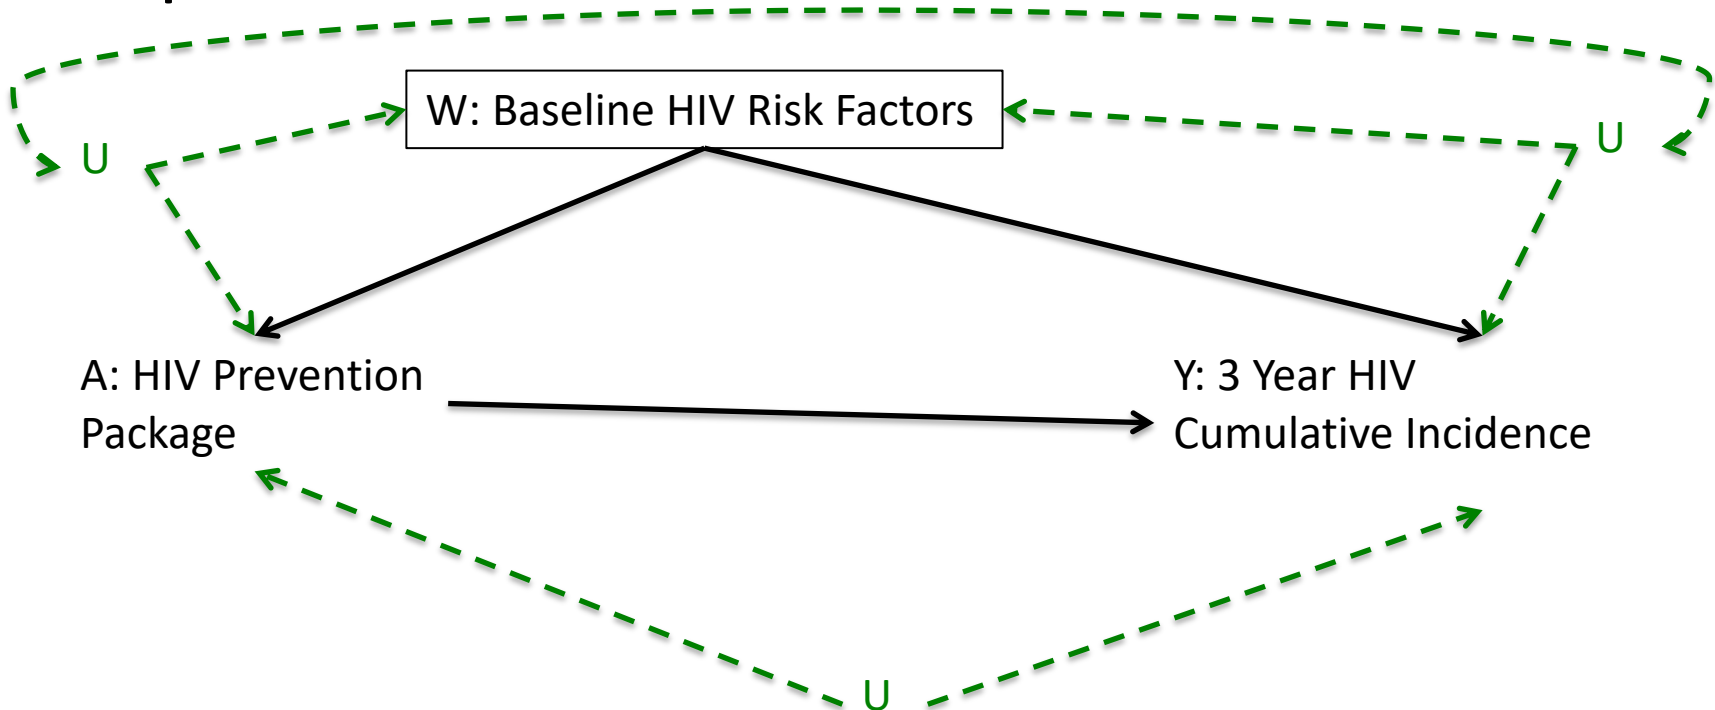 W: Baseline HIV Risk Factors
U
U
A: HIV Prevention
Package
Y: 3 Year HIV
Cumulative Incidence
U